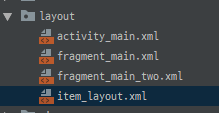 layout
activity_main.xml
fragment_main.xml
fragment_main_two.xml
item_layout.xml